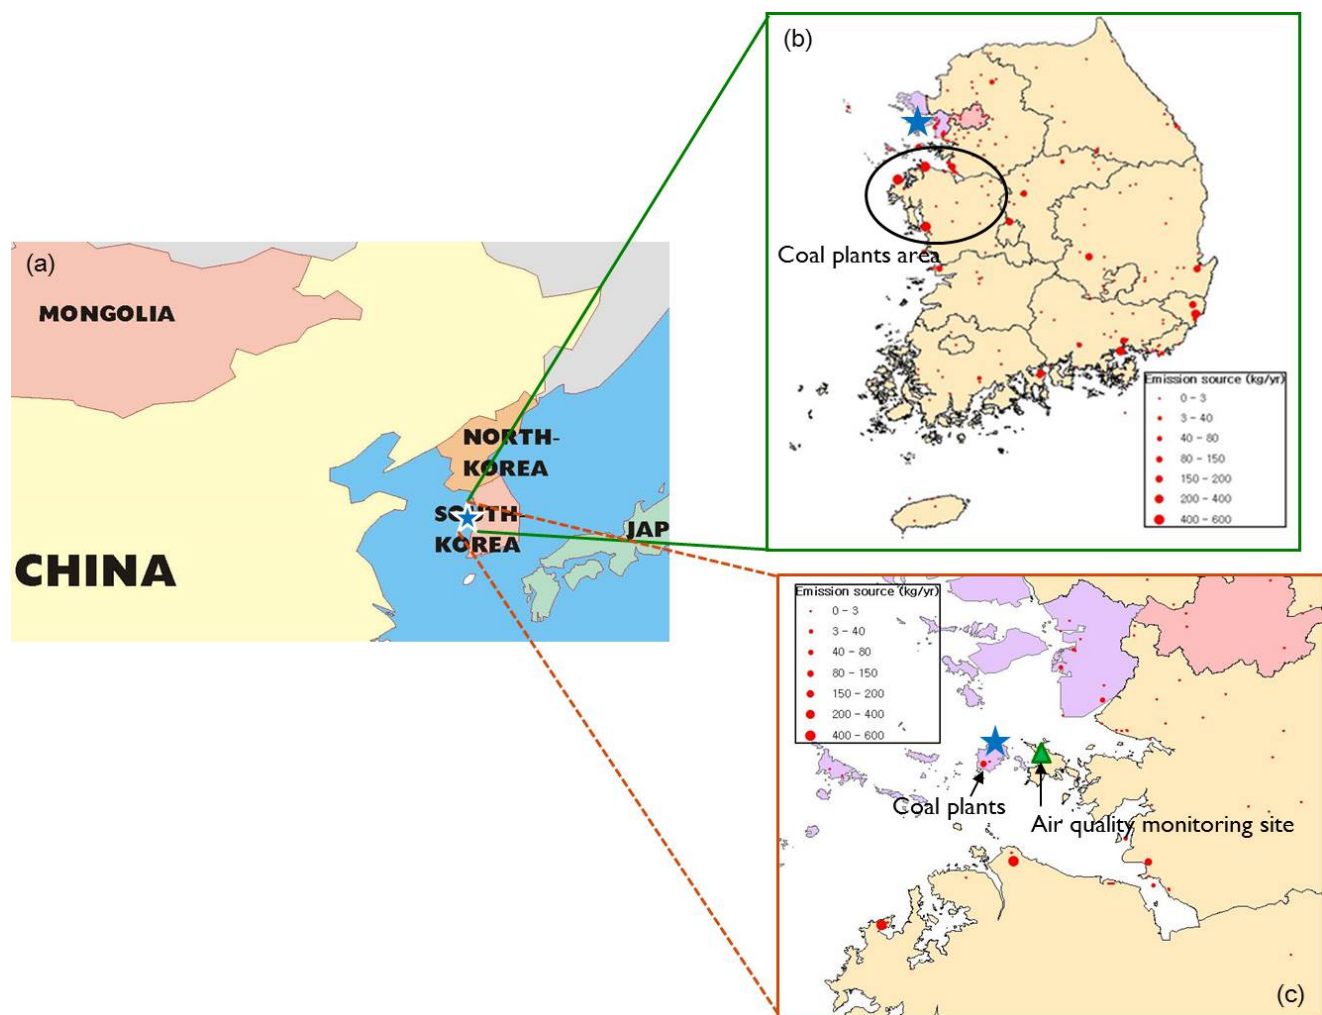 (a)
MONGOLIA
NORTH-
KOREA
SOUTH-
KOREA
JAP
CHINA
(b)
Coal plants area
Emission source (kg/yr)
0 - 3
3 - 40
40 - 80
80 - 150
150 - 200
200 - 400
400 - 600
Emission source (kg/yr)
0 - 3
3 - 40
40 - 80
80 - 150
150 - 200
200 - 400
400 - 600
Coal plants
Air quality monitoring site
(c)